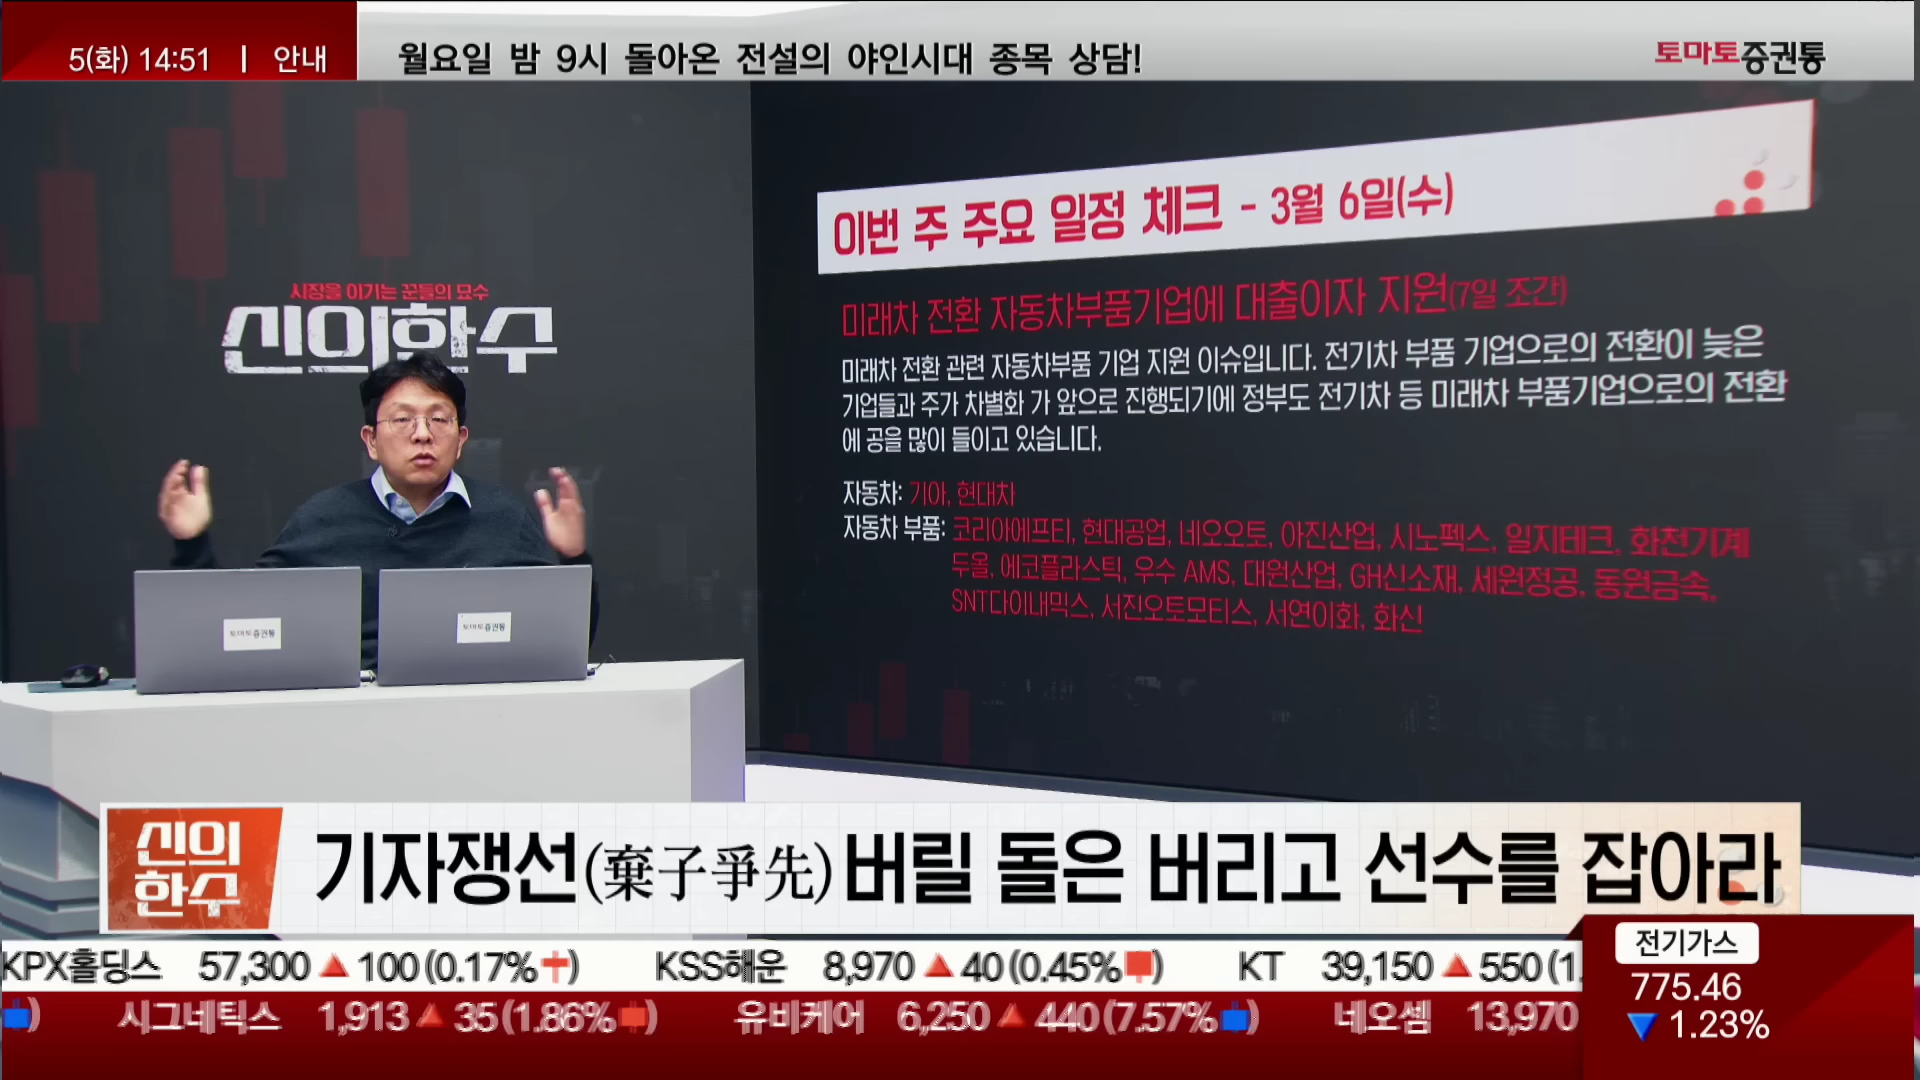 5(화) 14:51 | 안내
월요일 밤 9시 돌아온 전설의 야인시대 종목 상담!
토마토증권통
이번 주 주요 일정 체크 - 3월 6일(수)
미래차 전환 자동차부품기업에 대출이자 지원(7일 조간)
미래차 전환 관련 자동차부품 기업 지원 이슈입니다. 전기차 부품 기업으로의 전환이 늦은
기업들과 주가 차별화 가 앞으로 진행되기에 정부도 전기차 등 미래차 부품기업으로의 전환
에 공을 많이 들이고 있습니다.
자동차: 기아, 현대차
자동차 부품: 코리아에프티, 현대공업, 네오오토, 아진산업, 시노펙스, 일지테크, 화천기계
두올, 에코플라스틱, 우수 AMS, 대원산업, GH신소재, 세원정공, 동원금속,
SNT다이내믹스, 서진오토모티스, 서연이화, 화신
시장을 이기는 꾼들의 묘수
신의한수
토마토증권통
토마토증권통
신의
한수
기자쟁선(棄子爭先) 버릴 돌은 버리고 선수를 잡아라
KPX홀딩스 57,300 ▲ 100 (0.17%) KSS해운 8,970 ▲ 40 (0.45%) KT 39,150 ▲ 550 (1.
) 시그네틱스 1,913 ▲ 35 (1.86%) 유비케어 6,250 ▲ 440 (7.57%) 네오셈 13,970
전기가스
775.46
▼ 1.23%